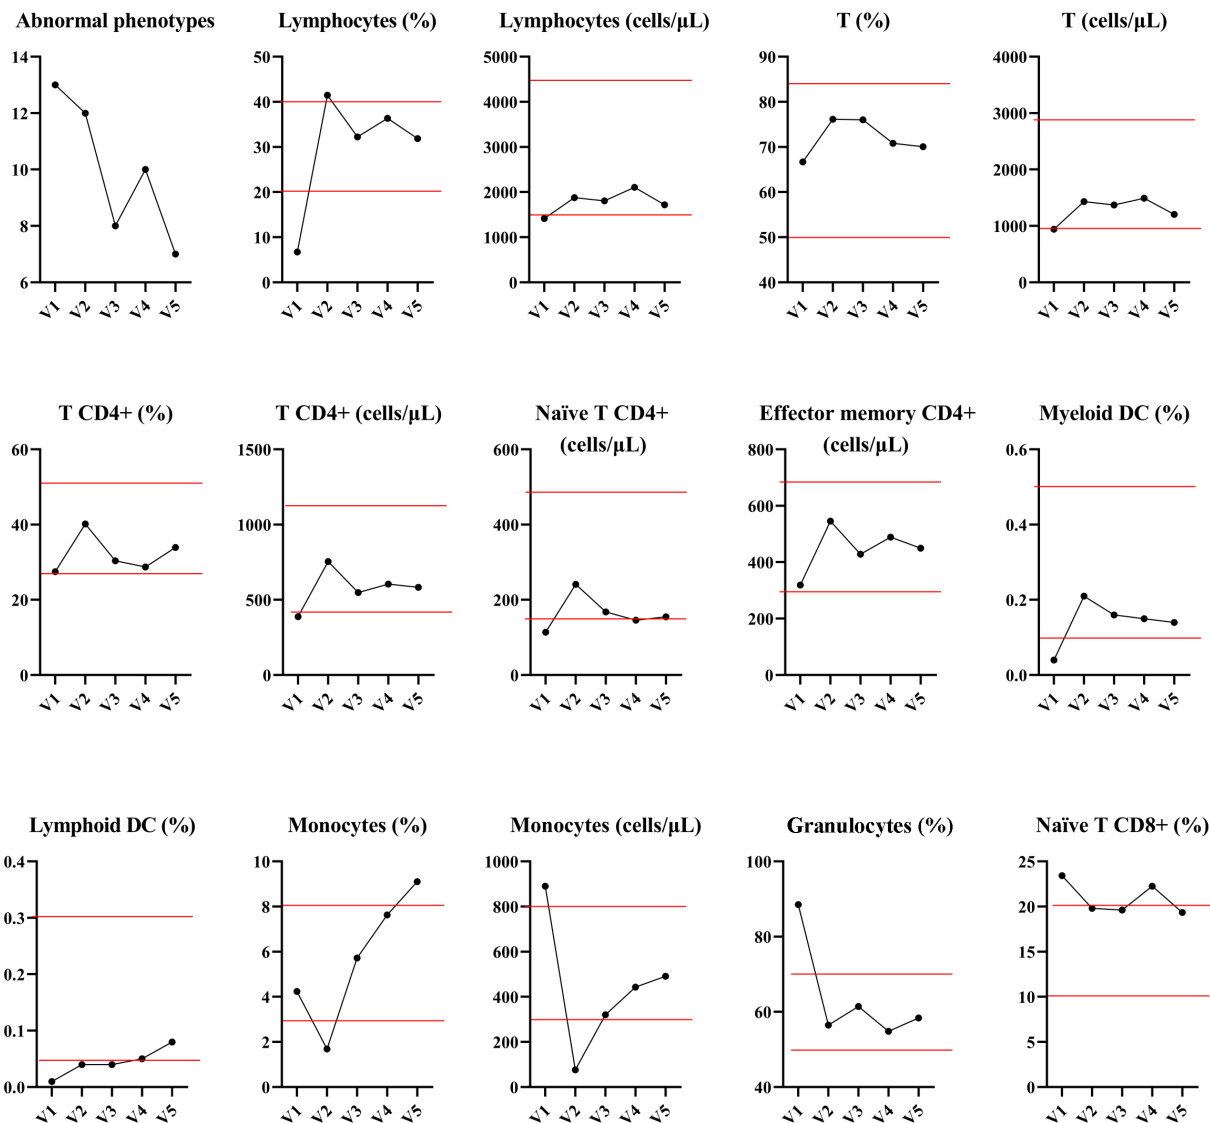 Abnormal phenotypes
14
12
10
8
6
V1 V2 V3 V4 V5
Lymphocytes (%)
50
40
30
20
10
0
V1 V2 V3 V4 V5
Lymphocytes (cells/µL)
5000
4000
3000
2000
1000
0
V1 V2 V3 V4 V5
T (%)
90
80
70
60
50
40
V1 V2 V3 V4 V5
T (cells/µL)
4000
3000
2000
1000
0
V1 V2 V3 V4 V5
T CD4+ (%)
60
40
20
0
V1 V2 V3 V4 V5
T CD4+ (cells/µL)
1500
1000
500
0
V1 V2 V3 V4 V5
Naïve T CD4+
(cells/µL)
600
400
200
0
V1 V2 V3 V4 V5
Effector memory CD4+
(cells/µL)
800
600
400
200
0
V1 V2 V3 V4 V5
Myeloid DC (%)
0.6
0.4
0.2
0.0
V1 V2 V3 V4 V5
Lymphoid DC (%)
0.4
0.3
0.2
0.1
0.0
V1 V2 V3 V4 V5
Monocytes (%)
10
8
6
4
2
0
V1 V2 V3 V4 V5
Monocytes (cells/µL)
1000
800
600
400
200
0
V1 V2 V3 V4 V5
Granulocytes (%)
100
80
60
40
V1 V2 V3 V4 V5
Naïve T CD8+ (%)
25
20
15
10
5
0
V1 V2 V3 V4 V5